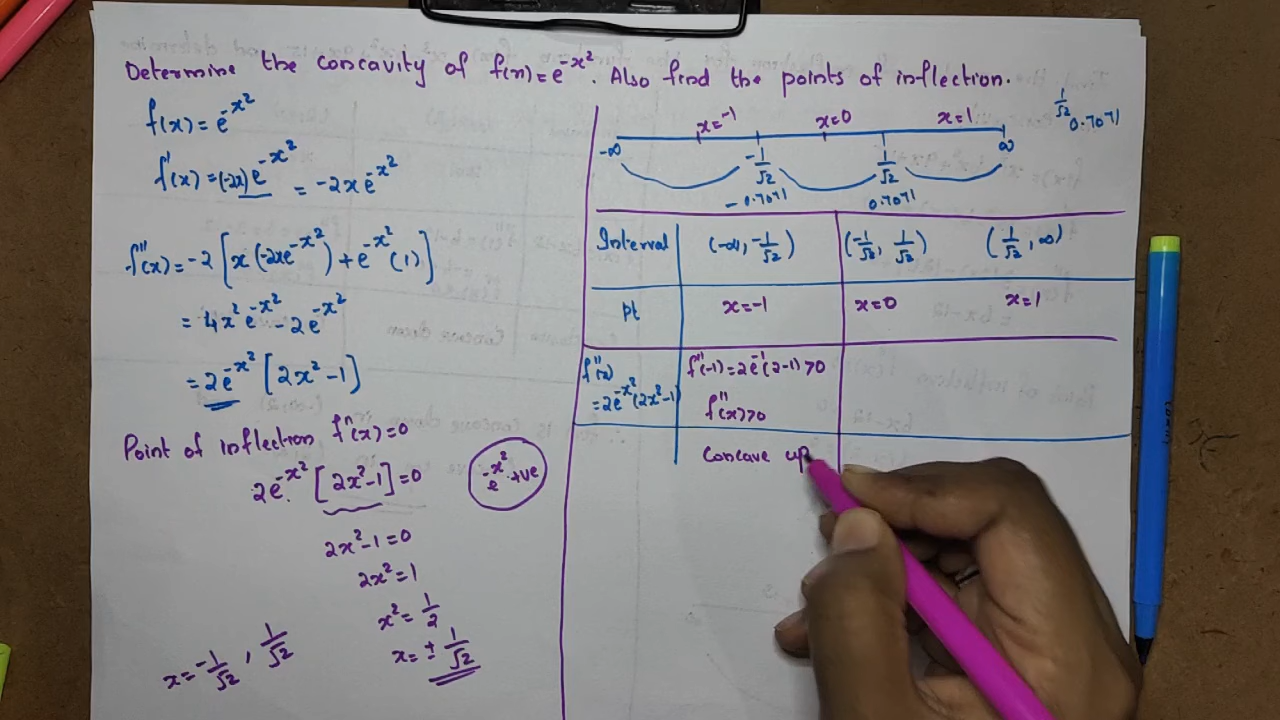 Determine the concavity of f(x) = e^{-x²}. Also find the points of inflection.
f(x) = e^{-x²}
f'(x) = (-2x) e^{-x²} = -2x e^{-x²}
f''(x) = -2 [x(-2x e^{-x²}) + e^{-x²}(1)]
= 4x² e^{-x²} - 2e^{-x²}
= 2e^{-x²} [2x² - 1]
Point of inflection f''(x) = 0
2e^{-x²} [2x² - 1] = 0
e^{-x²} +ve
2x² - 1 = 0
2x² = 1
x² = 1/2
x = ± 1/√2
x = -1/√2 , 1/√2
x = -1 x = 0 x = 1
1/√2 0.7071
-∞ -1/√2 1/√2 ∞
-0.7071 0.7071
Interval (-∞, -1/√2) (-1/√2, 1/√2) (1/√2, ∞)
pt x = -1 x = 0 x = 1
f''(x) = 2e^{-x²}(2x² - 1) f''(-1) = 2e^{-1}(2-1) > 0
f''(x) > 0
Concave up